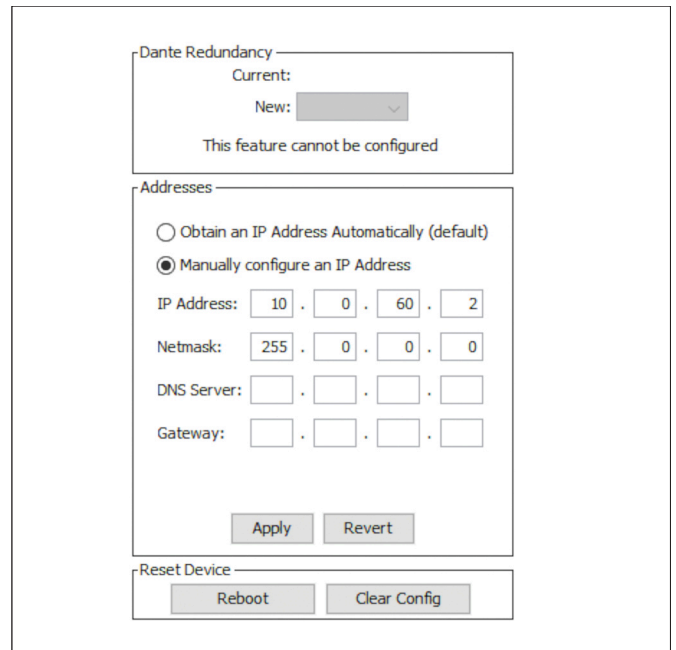 Dante Redundancy
Current:
New:
This feature cannot be configured
Addresses
Obtain an IP Address Automatically (default)
Manually configure an IP Address
IP Address: 10 . 0 . 60 . 2
Netmask: 255 . 0 . 0 . 0
DNS Server: . . .
Gateway: . . .
Apply Revert
Reset Device
Reboot Clear Config